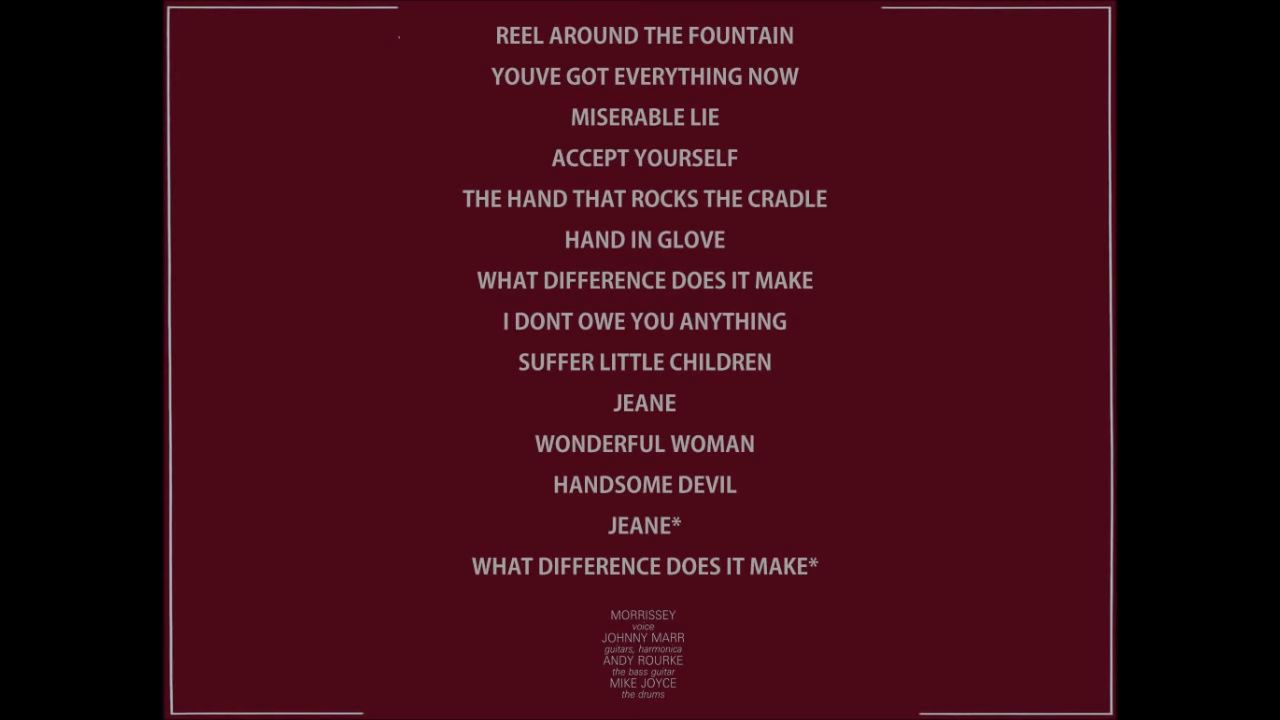 REEL AROUND THE FOUNTAIN
YOUVE GOT EVERYTHING NOW
MISERABLE LIE
ACCEPT YOURSELF
THE HAND THAT ROCKS THE CRADLE
HAND IN GLOVE
WHAT DIFFERENCE DOES IT MAKE
I DONT OWE YOU ANYTHING
SUFFER LITTLE CHILDREN
JEANE
WONDERFUL WOMAN
HANDSOME DEVIL
JEANE*
WHAT DIFFERENCE DOES IT MAKE*
MORRISSEY
voice
JOHNNY MARR
guitars, harmonica
ANDY ROURKE
the bass guitar
MIKE JOYCE
the drums